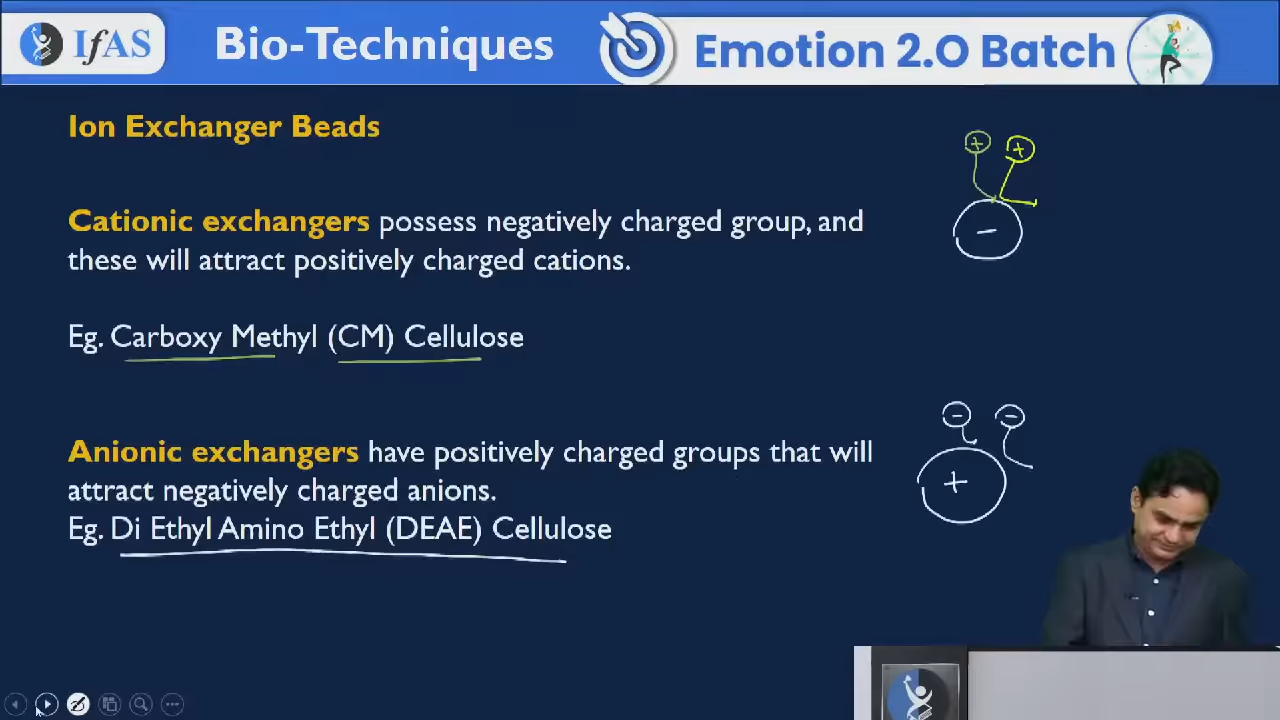 IfAS
Bio-Techniques
Emotion 2.O Batch
Ion Exchanger Beads
Cationic exchangers possess negatively charged group, and
these will attract positively charged cations.
Eg. Carboxy Methyl (CM) Cellulose
Anionic exchangers have positively charged groups that will
attract negatively charged anions.
Eg. Di Ethyl Amino Ethyl (DEAE) Cellulose
+ +
-
- -
+